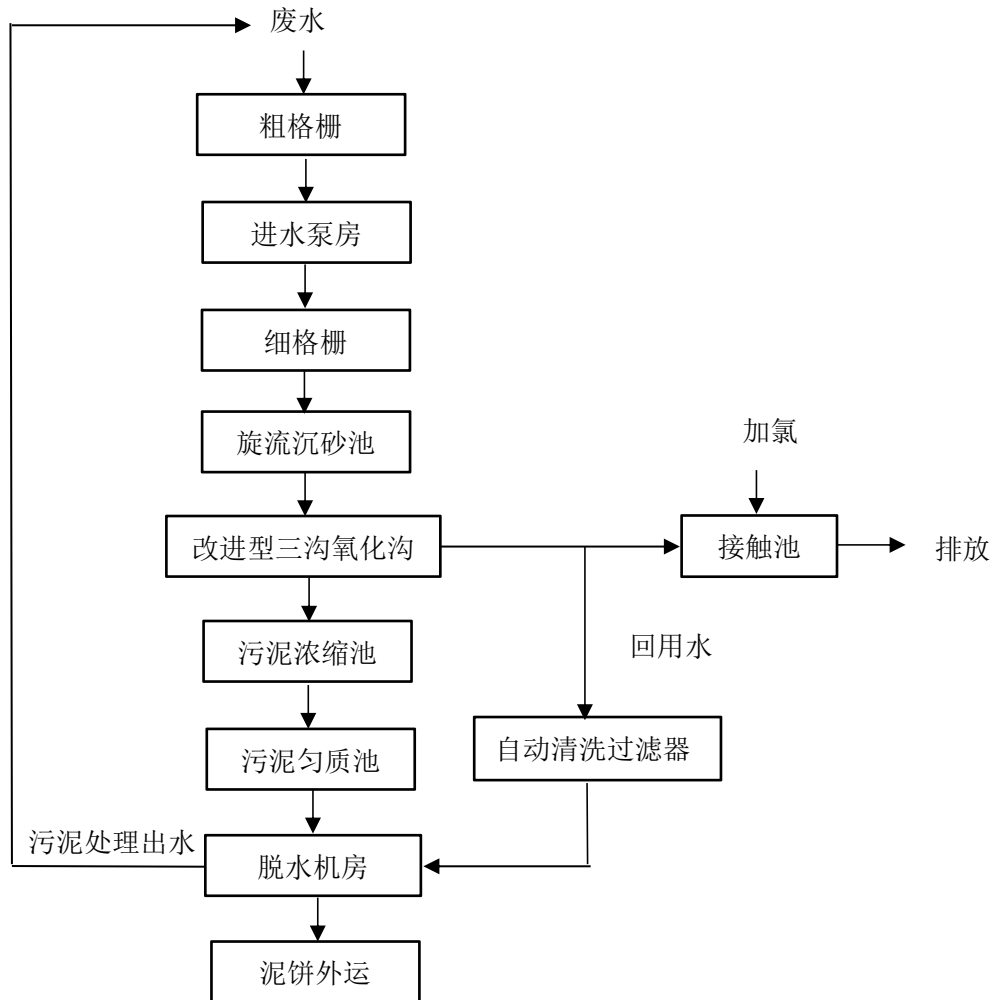 废水
粗格栅
进水泵房
细格栅
旋流沉砂池
加氯
改进型三沟氧化沟
接触池
排放
污泥浓缩池
回用水
自动清洗过滤器
污泥匀质池
污泥处理出水
脱水机房
泥饼外运